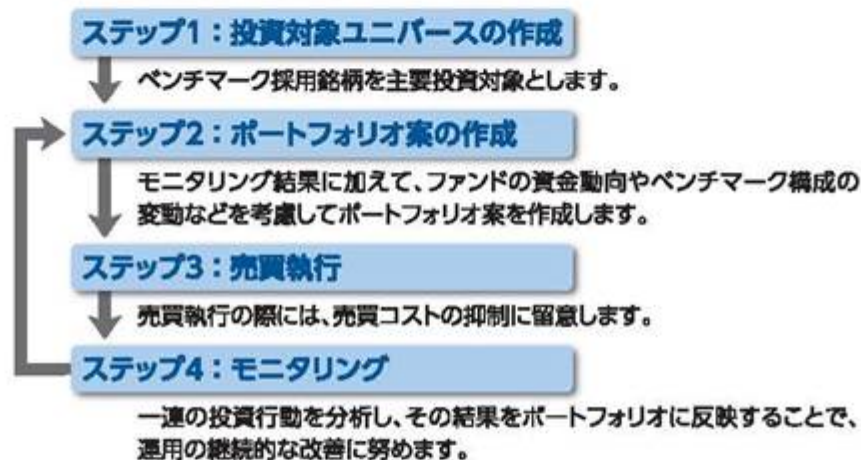 ステップ1：投資対象ユニバースの作成
ベンチマーク採用銘柄を主要投資対象とします。
ステップ2：ポートフォリオ案の作成
モニタリング結果に加えて、ファンドの資金動向やベンチマーク構成の
変動などを考慮してポートフォリオ案を作成します。
ステップ3：売買執行
売買執行の際には、売買コストの抑制に留意します。
ステップ4：モニタリング
一連の投資行動を分析し、その結果をポートフォリオに反映することで、
運用の継続的な改善に努めます。